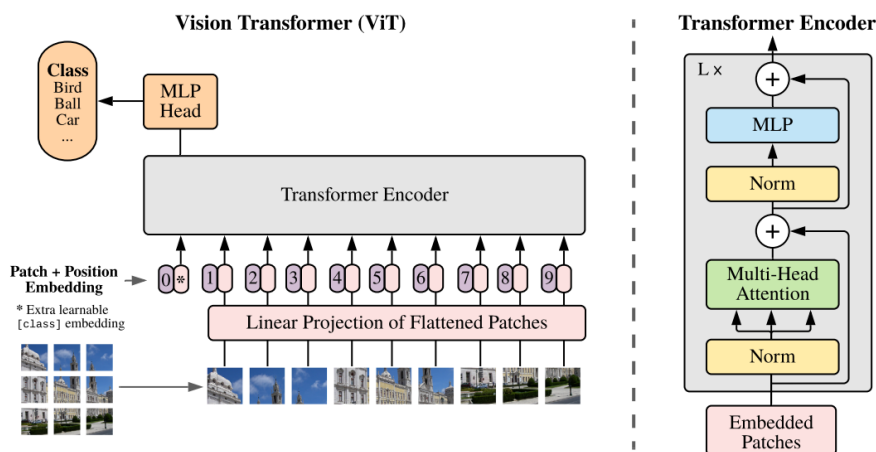 Vision Transformer (ViT)
Class
Bird
Ball
Car
...
MLP
Head
Transformer Encoder
Patch + Position
Embedding
0 * 1 2 3 4 5 6 7 8 9
* Extra learnable
[class] embedding
Linear Projection of Flattened Patches
Transformer Encoder
L ×
+
MLP
Norm
+
Multi-Head
Attention
Norm
Embedded
Patches